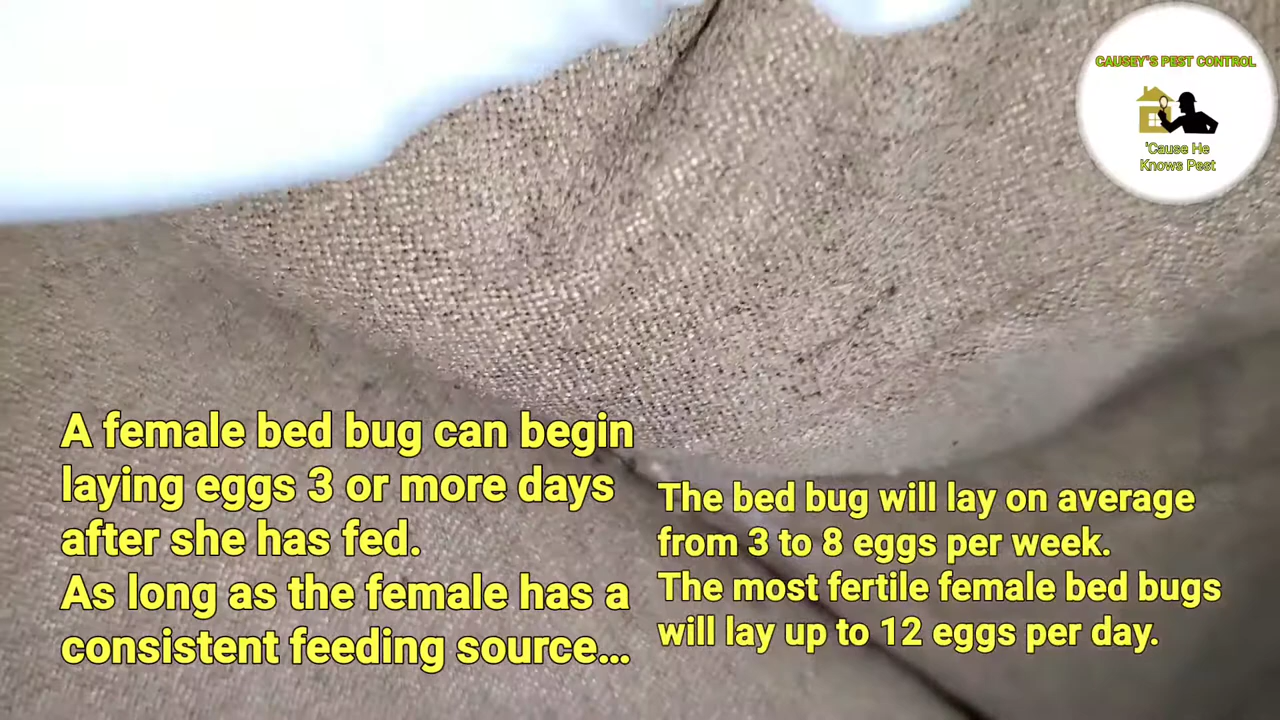 CAUSEY'S PEST CONTROL
'Cause He
Knows Pest
A female bed bug can begin
laying eggs 3 or more days
after she has fed.
As long as the female has a
consistent feeding source...
The bed bug will lay on average
from 3 to 8 eggs per week.
The most fertile female bed bugs
will lay up to 12 eggs per day.